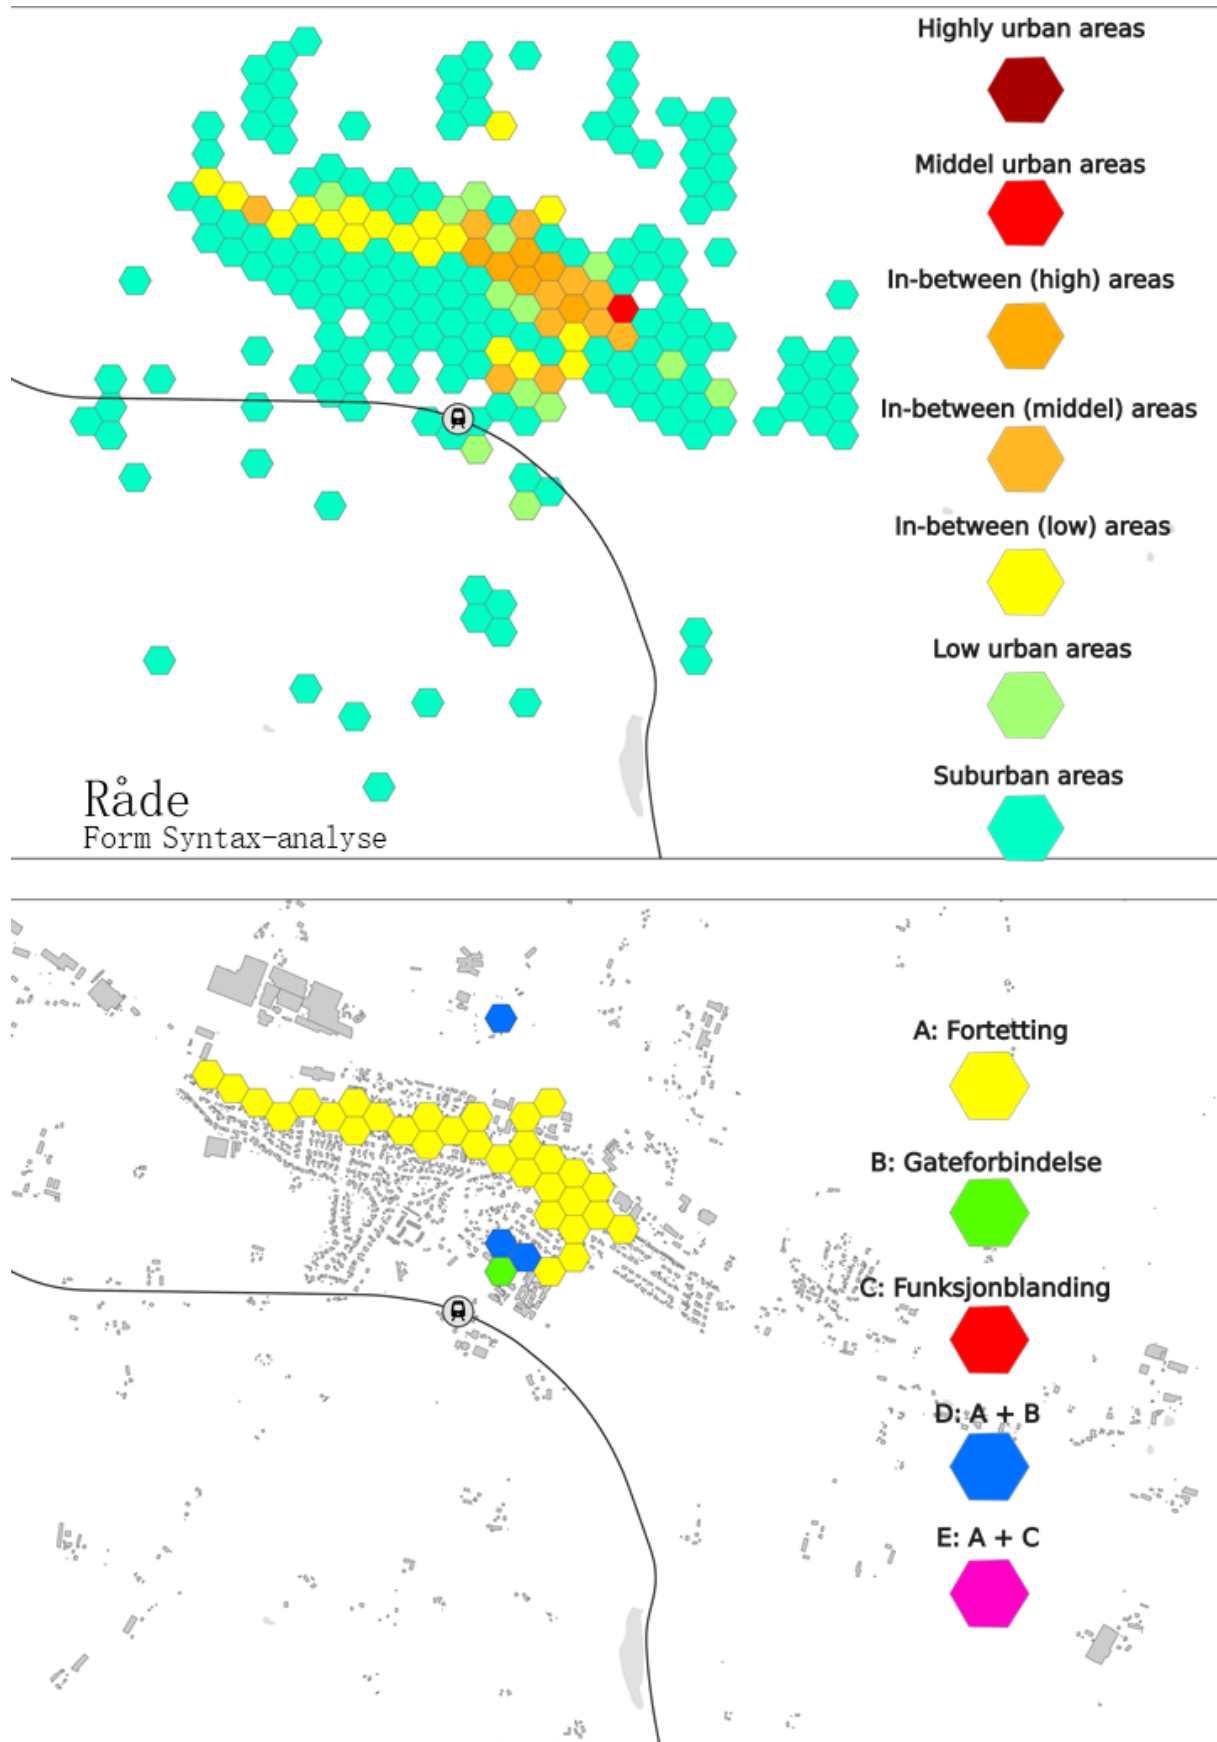 Highly urban areas
Middel urban areas
In-between (high) areas
In-between (middel) areas
In-between (low) areas
Low urban areas
Suburban areas
Råde
Form Syntax-analyse
A: Fortetting
B: Gateforbindelse
C: Funksjonblanding
D: A + B
E: A + C